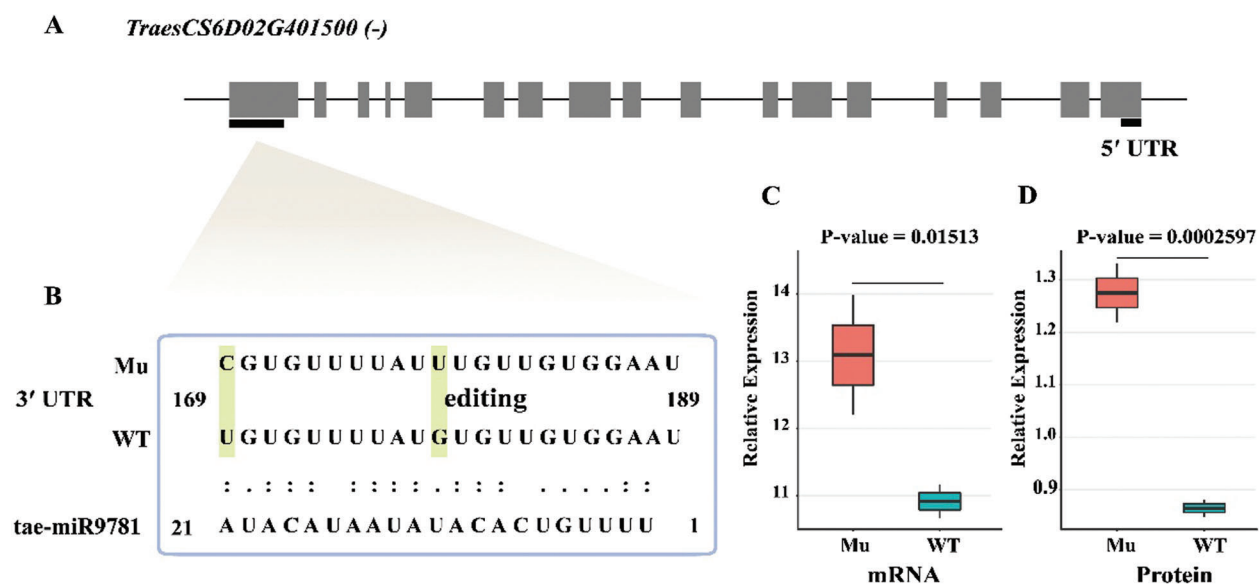 A TraesCS6D02G401500 (-)
5′ UTR
B
Mu C G U G U U U U A U U U G U U G U G G A A U
3′ UTR 169 editing 189
WT U G U G U U U U A U G U G U U G U G G A A U
: . : : : : : : : . : : : . . . . : :
tae-miR9781 21 A U A C A U A A U A U A C A C U G U U U U 1
C
P-value = 0.01513
Relative Expression
14
13
12
11
Mu WT
mRNA
D
P-value = 0.0002597
Relative Expression
1.3
1.2
1.1
1.0
0.9
Mu WT
Protein